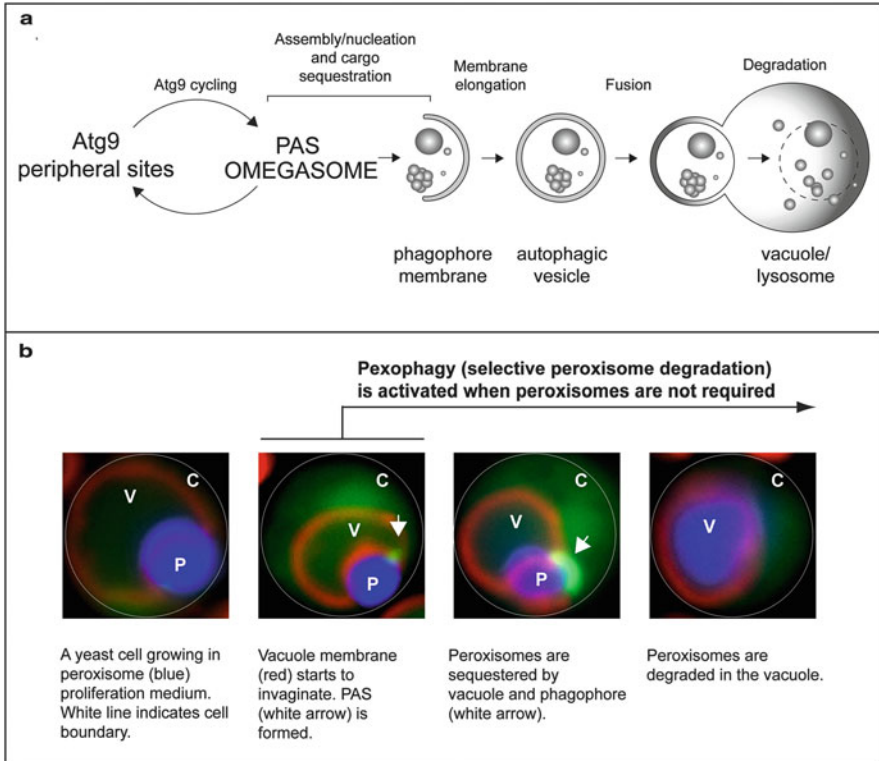 a
Assembly/nucleation
and cargo
sequestration
Atg9 cycling
Membrane
elongation
Fusion
Degradation
Atg9
peripheral sites
PAS
OMEGASOME
phagophore
membrane
autophagic
vesicle
vacuole/
lysosome
b
Pexophagy (selective peroxisome degradation)
is activated when peroxisomes are not required
V
C
P
V
C
P
V
C
P
V
C
A yeast cell growing in
peroxisome (blue)
proliferation medium.
White line indicates cell
boundary.
Vacuole membrane
(red) starts to
invaginate. PAS
(white arrow) is
formed.
Peroxisomes are
sequestered by
vacuole and phagophore
(white arrow).
Peroxisomes are
degraded in the vacuole.